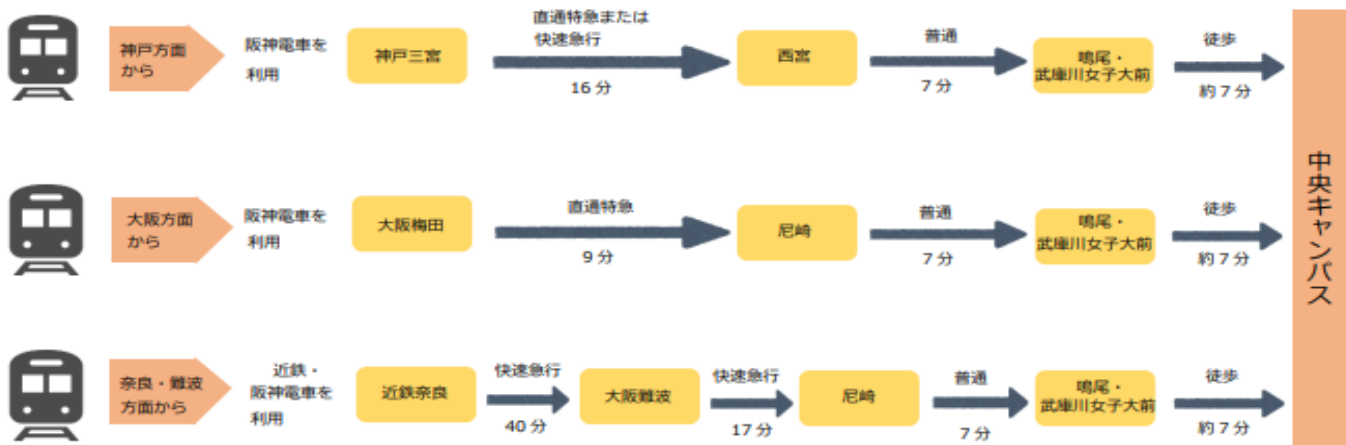 神戸方面
から
阪神電車を
利用
神戸三宮
直通特急または
快速急行
16 分
西宮
普通
7 分
鳴尾・
武庫川女子大前
徒歩
約 7 分
大阪方面
から
阪神電車を
利用
大阪梅田
直通特急
9 分
尼崎
普通
7 分
鳴尾・
武庫川女子大前
徒歩
約 7 分
奈良・難波
方面から
近鉄・
阪神電車を
利用
近鉄奈良
快速急行
40 分
大阪難波
快速急行
17 分
尼崎
普通
7 分
鳴尾・
武庫川女子大前
徒歩
約 7 分
中央キャンパス